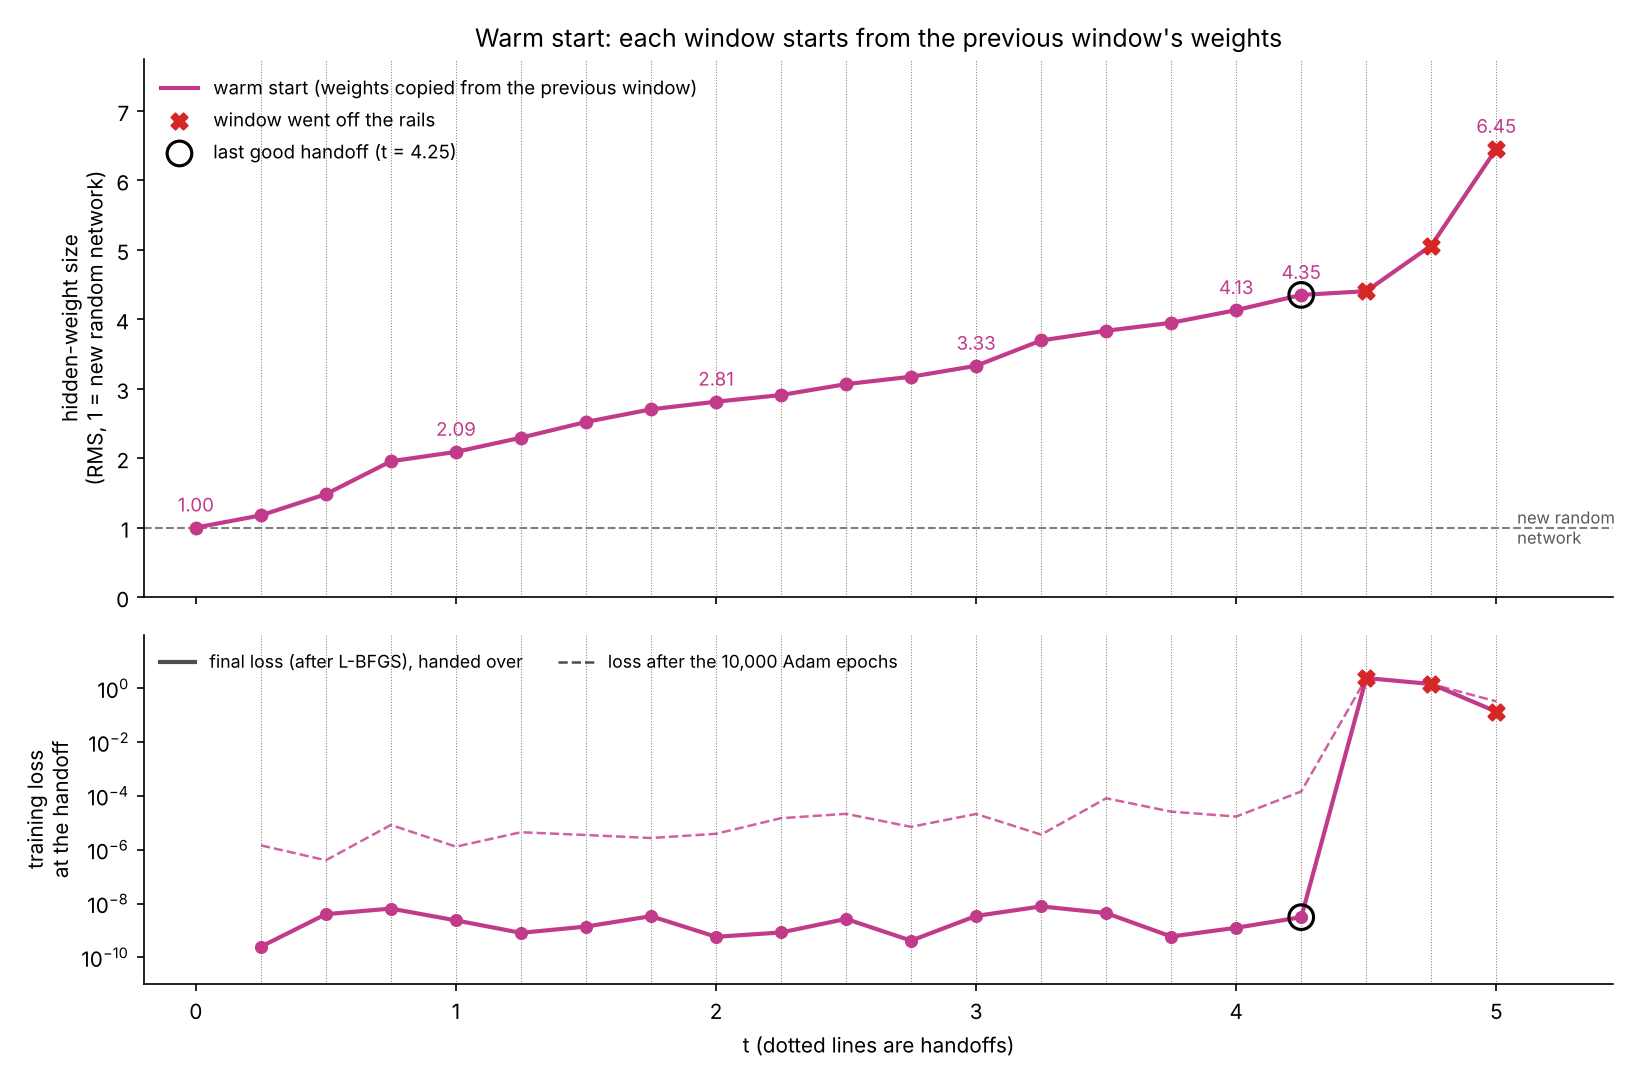 Warm start: each window starts from the previous window's weights
warm start (weights copied from the previous window)
window went off the rails
last good handoff (t = 4.25)
hidden-weight size
(RMS, 1 = new random network)
7
6
5
4
3
2
1
0
1.00
2.09
2.81
3.33
4.13
4.35
6.45
new random
network
final loss (after L-BFGS), handed over
loss after the 10,000 Adam epochs
training loss
at the handoff
10⁰
10⁻²
10⁻⁴
10⁻⁶
10⁻⁸
10⁻¹⁰
0 1 2 3 4 5
t (dotted lines are handoffs)